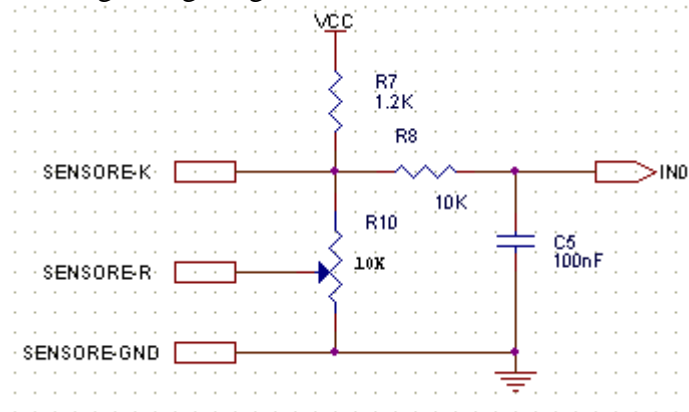 VCC
R7
1.2K
R8
SENSORE-K
IN0
10K
R10
C5
100nF
10K
SENSORE-R
SENSORE-GND